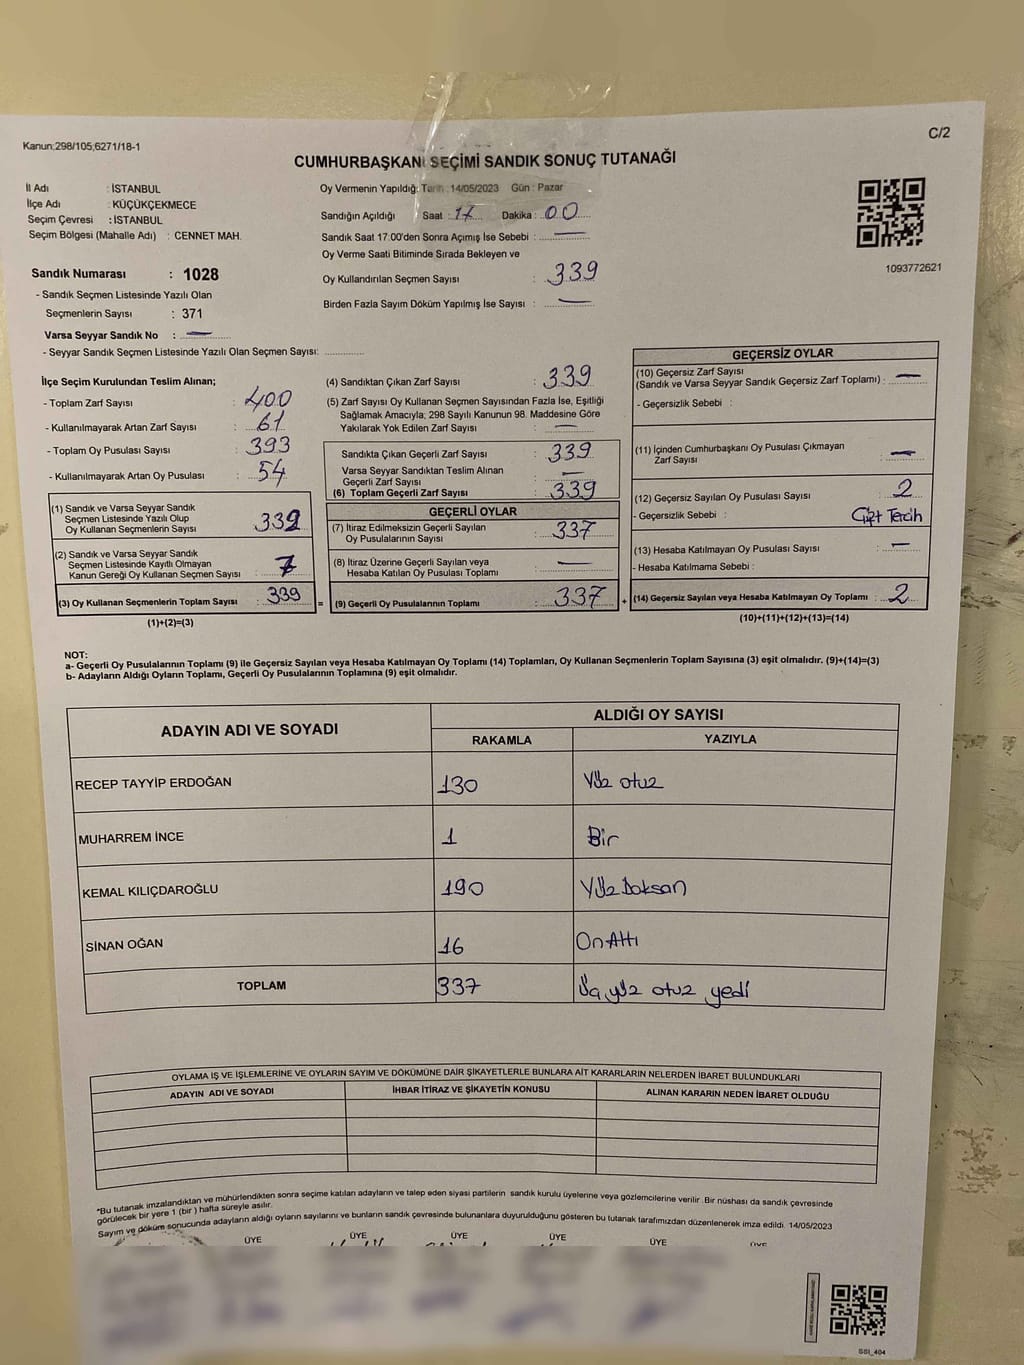 Kanun:298/105;6271/18-1
C/2
CUMHURBAŞKANI SEÇİMİ SANDIK SONUÇ TUTANAĞI
İl Adı : İSTANBUL
İlçe Adı : KÜÇÜKÇEKMECE
Seçim Çevresi : İSTANBUL
Seçim Bölgesi (Mahalle Adı) : CENNET MAH.
Sandık Numarası : 1028
- Sandık Seçmen Listesinde Yazılı Olan
Seçmenlerin Sayısı : 371
Varsa Seyyar Sandık No : —
- Seyyar Sandık Seçmen Listesinde Yazılı Olan Seçmen Sayısı: ..............
Oy Vermenin Yapıldığı Tarih : 14/05/2023 Gün : Pazar
Sandığın Açıldığı Saat : 17 Dakika : 00
Sandık Saat 17:00'den Sonra Açımış İse Sebebi : —
Oy Verme Saati Bitiminde Sırada Bekleyen ve
Oy Kullandırılan Seçmen Sayısı : 339
Birden Fazla Sayım Döküm Yapılmış İse Sayısı : —
1093772621
İlçe Seçim Kurulundan Teslim Alınan;
- Toplam Zarf Sayısı : 400
- Kullanılmayarak Artan Zarf Sayısı : 61
- Toplam Oy Pusulası Sayısı : 393
- Kullanılmayarak Artan Oy Pusulası : 54
(1) Sandık ve Varsa Seyyar Sandık
Seçmen Listesinde Yazılı Olup
Oy Kullanan Seçmenlerin Sayısı : 339
(2) Sandık ve Varsa Seyyar Sandık
Seçmen Listesinde Kayıtlı Olmayan
Kanun Gereği Oy Kullanan Seçmen Sayısı :
(3) Oy Kullanan Seçmenlerin Toplam Sayısı : 339
(1)+(2)=(3)
(4) Sandıktan Çıkan Zarf Sayısı : 339
(5) Zarf Sayısı Oy Kullanan Seçmen Sayısından Fazla İse, Eşitliği
Sağlamak Amacıyla; 298 Sayılı Kanunun 98. Maddesine Göre
Yakılarak Yok Edilen Zarf Sayısı : —
Sandıkta Çıkan Geçerli Zarf Sayısı : 339
Varsa Seyyar Sandıktan Teslim Alınan
Geçerli Zarf Sayısı : —
(6) Toplam Geçerli Zarf Sayısı : 339
GEÇERLİ OYLAR
(7) İtiraz Edilmeksizin Geçerli Sayılan
Oy Pusulalarının Sayısı : 337
(8) İtiraz Üzerine Geçerli Sayılan veya
Hesaba Katılan Oy Pusulası Toplamı : —
= (9) Geçerli Oy Pusulalarının Toplamı : 337 +
GEÇERSİZ OYLAR
(10) Geçersiz Zarf Sayısı
(Sandık ve Varsa Seyyar Sandık Geçersiz Zarf Toplamı) : —
- Geçersizlik Sebebi :
(11) İçinden Cumhurbaşkanı Oy Pusulası Çıkmayan
Zarf Sayısı : —
(12) Geçersiz Sayılan Oy Pusulası Sayısı : 2
- Geçersizlik Sebebi : Çift Tercih
(13) Hesaba Katılmayan Oy Pusulası Sayısı : —
- Hesaba Katılmama Sebebi :
(14) Geçersiz Sayılan veya Hesaba Katılmayan Oy Toplamı : 2
(10)+(11)+(12)+(13)=(14)
NOT:
a- Geçerli Oy Pusulalarının Toplamı (9) ile Geçersiz Sayılan veya Hesaba Katılmayan Oy Toplamı (14) Toplamları, Oy Kullanan Seçmenlerin Toplam Sayısına (3) eşit olmalıdır. (9)+(14)=(3)
b- Adayların Aldığı Oyların Toplamı, Geçerli Oy Pusulalarının Toplamına (9) eşit olmalıdır.
ADAYIN ADI VE SOYADI ALDIĞI OY SAYISI
RAKAMLA YAZIYLA
RECEP TAYYİP ERDOĞAN 130 Yüz otuz
MUHARREM İNCE 1 Bir
KEMAL KILIÇDAROĞLU 190 Yüz Doksan
SİNAN OĞAN 16 On Altı
TOPLAM 337 Üç yüz otuz yedi
OYLAMA İŞ VE İŞLEMLERİNE VE OYLARIN SAYIM VE DÖKÜMÜNE DAİR ŞİKAYETLERLE BUNLARA AİT KARARLARIN NELERDEN İBARET BULUNDUKLARI
ADAYIN ADI VE SOYADI İHBAR İTİRAZ VE ŞİKAYETİN KONUSU ALINAN KARARIN NEDEN İBARET OLDUĞU
*Bu tutanak imzalandıktan ve mühürlendikten sonra seçime katılan adayların ve talep eden siyasi partilerin sandık kurulu üyelerine veya gözlemcilerine verilir .Bir nüshası da sandık çevresinde
görülecek bir yere 1 (bir ) hafta süreyle asılır.
Sayım ve döküm sonucunda adayların aldığı oyların sayılarını ve bunların sandık çevresinde bulunanlara duyurulduğunu gösteren bu tutanak tarafımızdan düzenlenerek imza edildi. 14/05/2023
ÜYE ÜYE ÜYE ÜYE ÜYE ÜYE
SSI_404